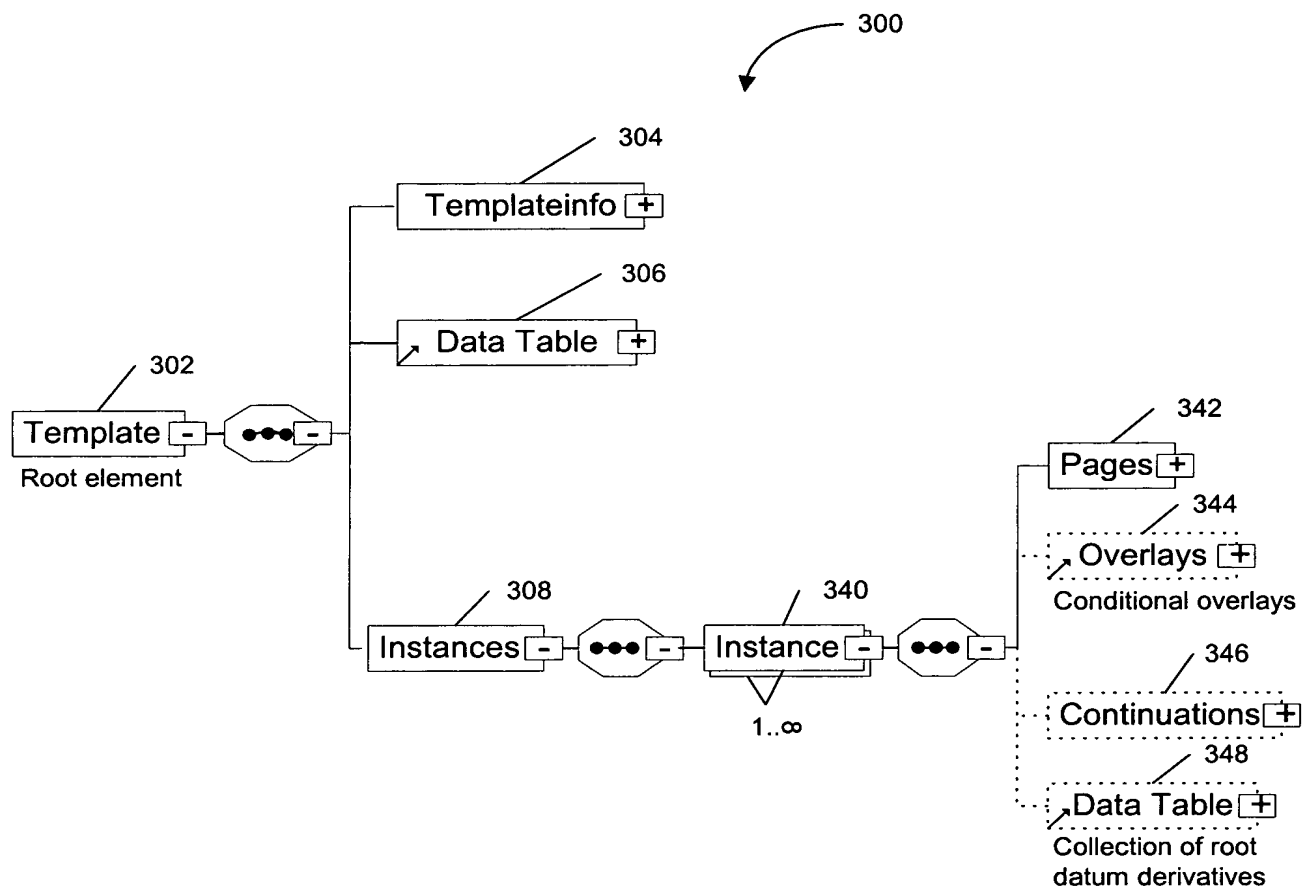 300
304
Templateinfo +
306
Data Table +
302
Template -
-
Root element
342
Pages +
344
Overlays +
Conditional overlays
308
Instances -
-
340
Instance -
-
1..∞
346
Continuations +
348
Data Table +
Collection of root
datum derivatives